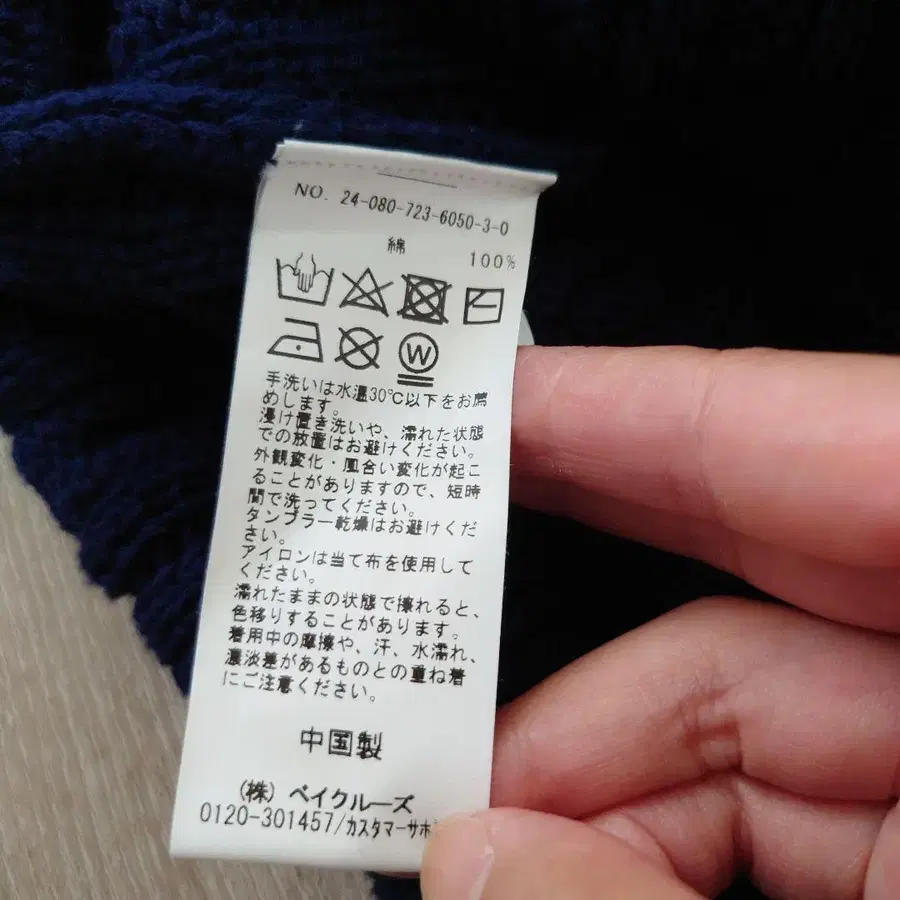 NO. 24-080-723-6050-3-0
綿 100%
W
手洗いは水温30℃以下をお薦
めします。
浸け置き洗いや、濡れた状態
での放置はお避けください。
外観変化・風合い変化が起こ
ることがありますので、短時
間で洗ってください。
タンブラー乾燥はお避けくだ
さい。
アイロンは当て布を使用して
ください。
濡れたままの状態で擦れると、
色移りすることがあります。
着用中の摩擦や、汗、水濡れ、
濃淡差があるものとの重ね着
にご注意ください。
中国製
(株) ベイクルーズ
0120-301457/カスタマーサポ